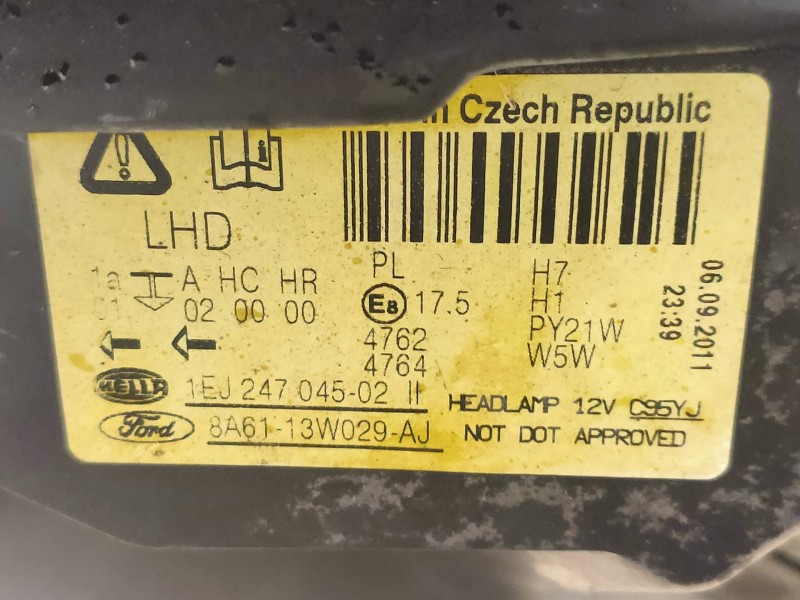 Czech Republic
LHD
1a A HC HR
01 02 00 00
PL
E8 17.5
4762
4764
H7
H1
PY21W
W5W
06.09.2011
23:39
HELLA
1EJ 247 045-02 II
HEADLAMP 12V C95YJ
Ford
8A61-13W029-AJ
NOT DOT APPROVED